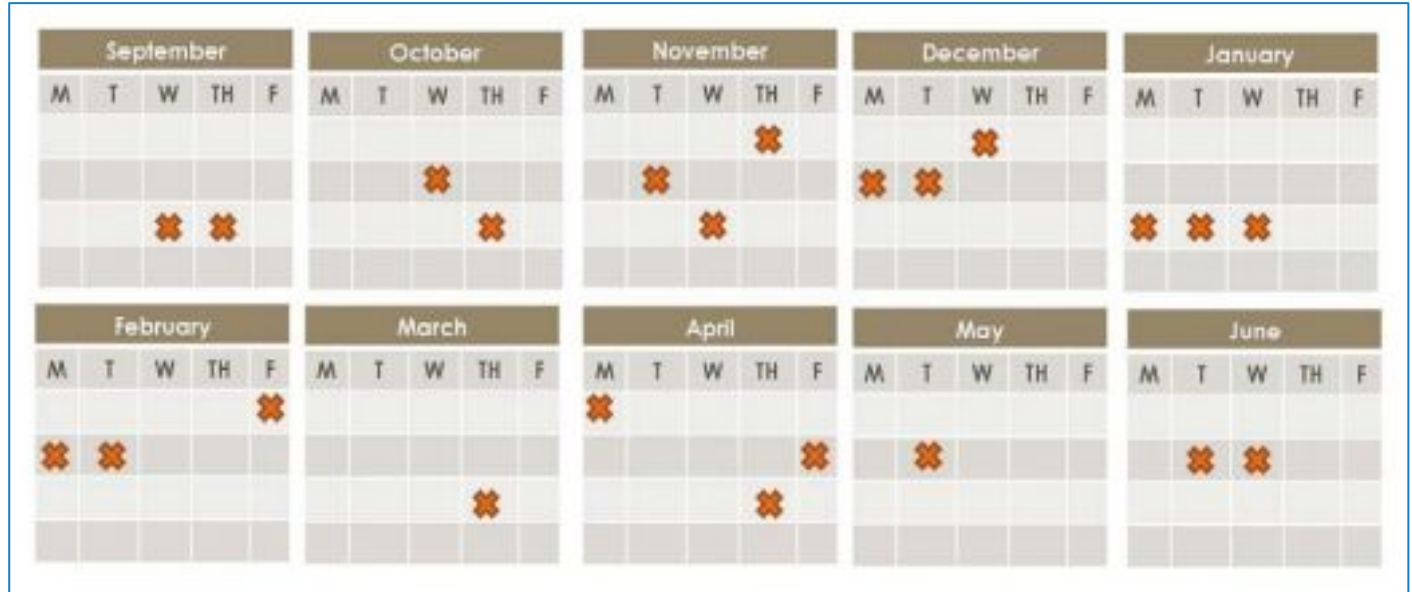 September October November December January
M T W TH F M T W TH F M T W TH F M T W TH F M T W TH F
February March April May June
M T W TH F M T W TH F M T W TH F M T W TH F M T W TH F